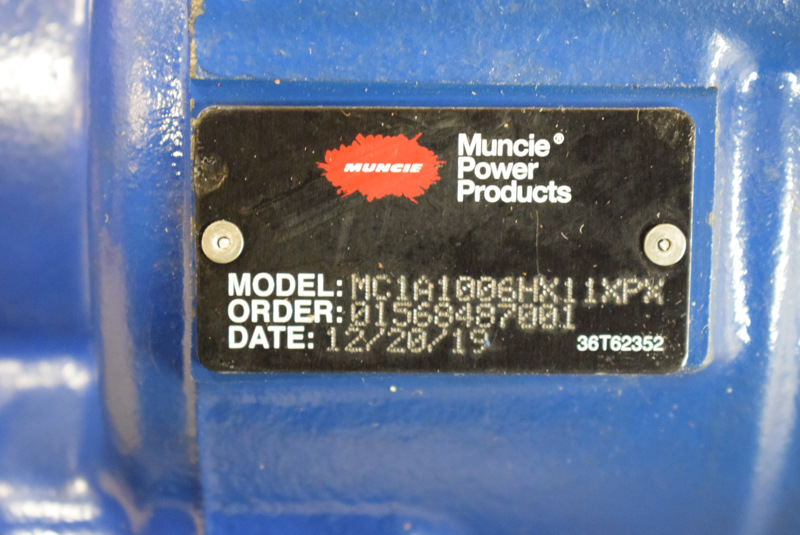 MUNCIE
Muncie®
Power
Products
MODEL: MC1A1006HX11XPX
ORDER: 01568487001
DATE: 12/20/19
36T62352